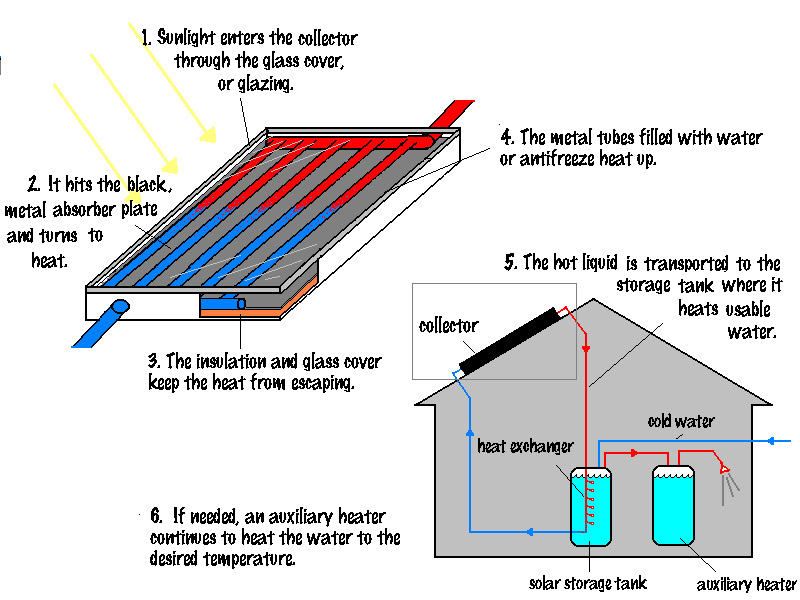 1. Sunlight enters the collector
through the glass cover,
or glazing.
2. It hits the black,
metal absorber plate
and turns to
heat.
3. The insulation and glass cover
keep the heat from escaping.
4. The metal tubes filled with water
or antifreeze heat up.
5. The hot liquid is transported to the
storage tank where it
heats usable
water.
collector
cold water
heat exchanger
6. If needed, an auxiliary heater
continues to heat the water to the
desired temperature.
solar storage tank
auxiliary heater